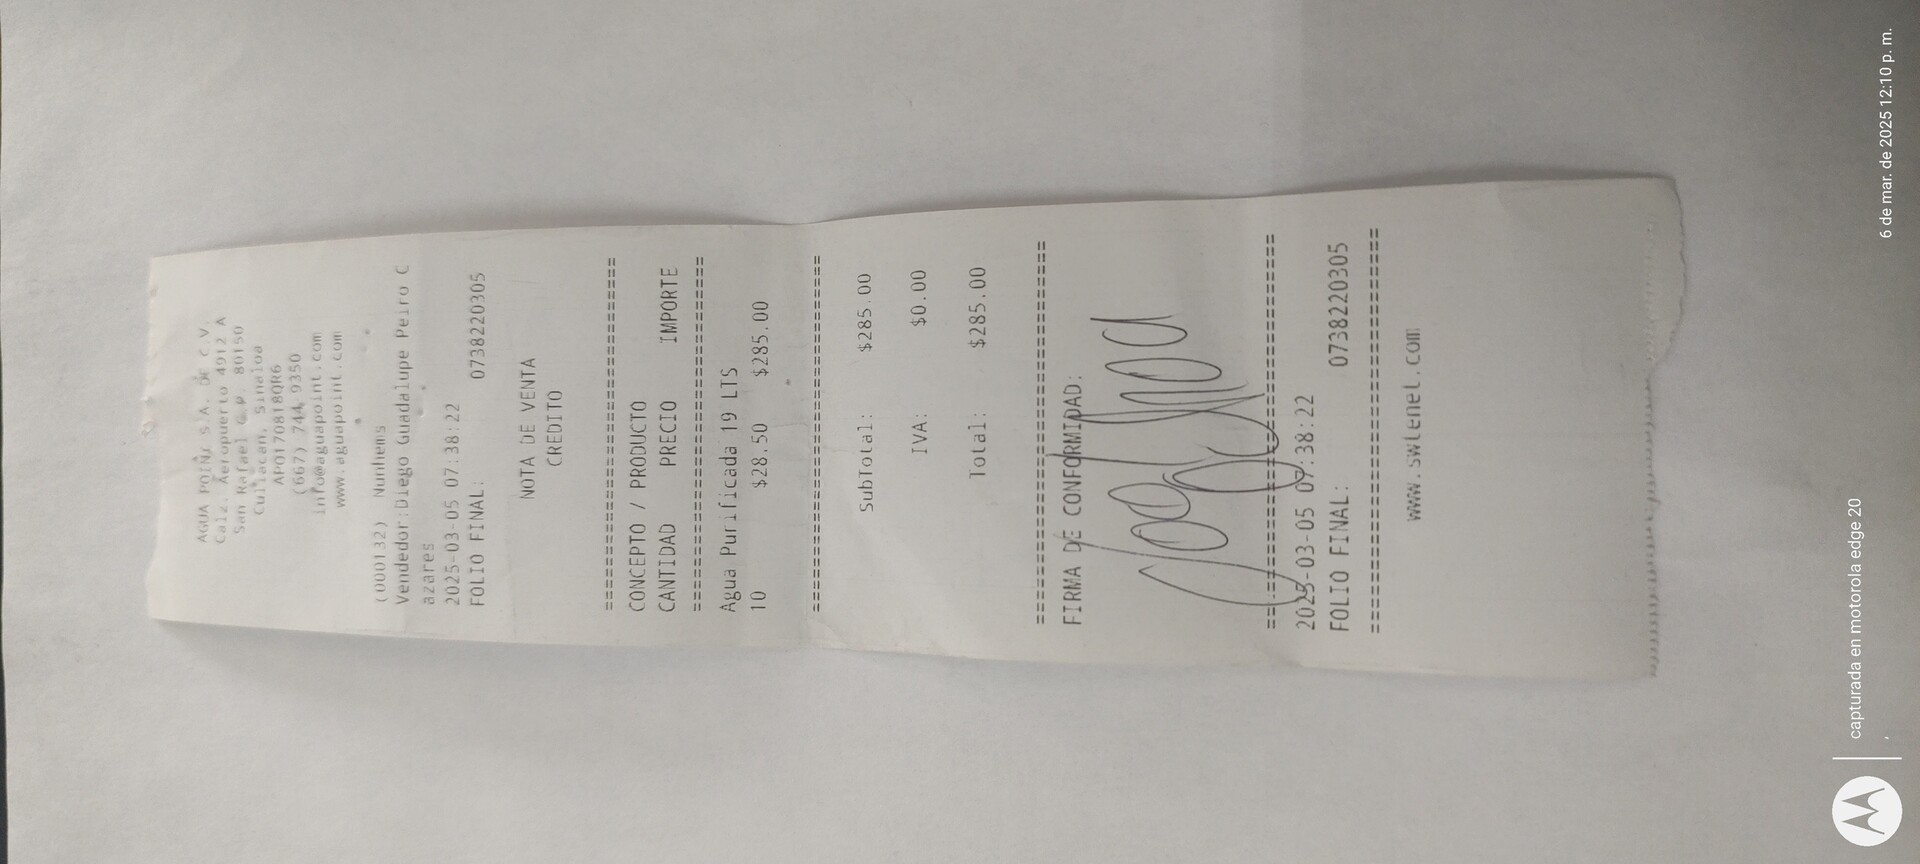 AGUA POINT S.A. DE C.V.
Calz. Aeropuerto 4912 A
San Rafael C.P. 80150
Culiacan, Sinaloa
APO170818QR6
(667) 744 9350
info@aguapoint.com
www.aguapoint.com
(000132) Nunhems
Vendedor:Diego Guadalupe Peiro C
azares
2025-03-05 07:38:22
FOLIO FINAL: 0738220305
NOTA DE VENTA
CREDITO
================================
CONCEPTO / PRODUCTO
CANTIDAD PRECIO IMPORTE
================================
Agua Purificada 19 LTS
10 $28.50 $285.00
================================
SubTotal: $285.00
IVA: $0.00
Total: $285.00
================================
FIRMA DE CONFORMIDAD:
================================
2025-03-05 07:38:22
FOLIO FINAL: 0738220305
================================
www.swtenet.com
capturada en motorola edge 20
6 de mar. de 2025 12:10 p. m.